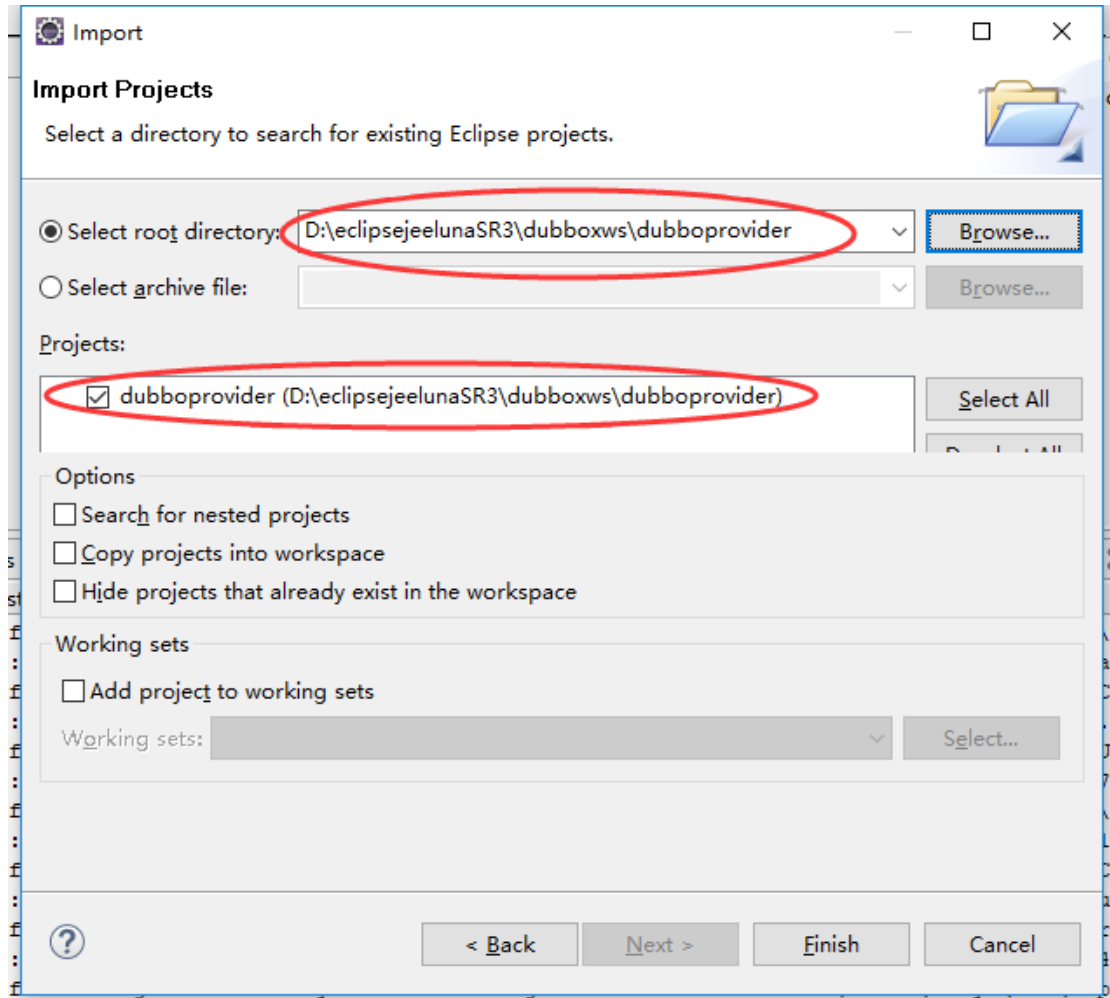 Import
Import Projects
Select a directory to search for existing Eclipse projects.
Select root directory: D:\eclipsejeelunaSR3\dubboxws\dubboprovider Browse...
Select archive file: Browse...
Projects:
dubboprovider (D:\eclipsejeelunaSR3\dubboxws\dubboprovider) Select All
Options
Search for nested projects
Copy projects into workspace
Hide projects that already exist in the workspace
Working sets
Add project to working sets
Working sets: Select...
< Back Next > Finish Cancel